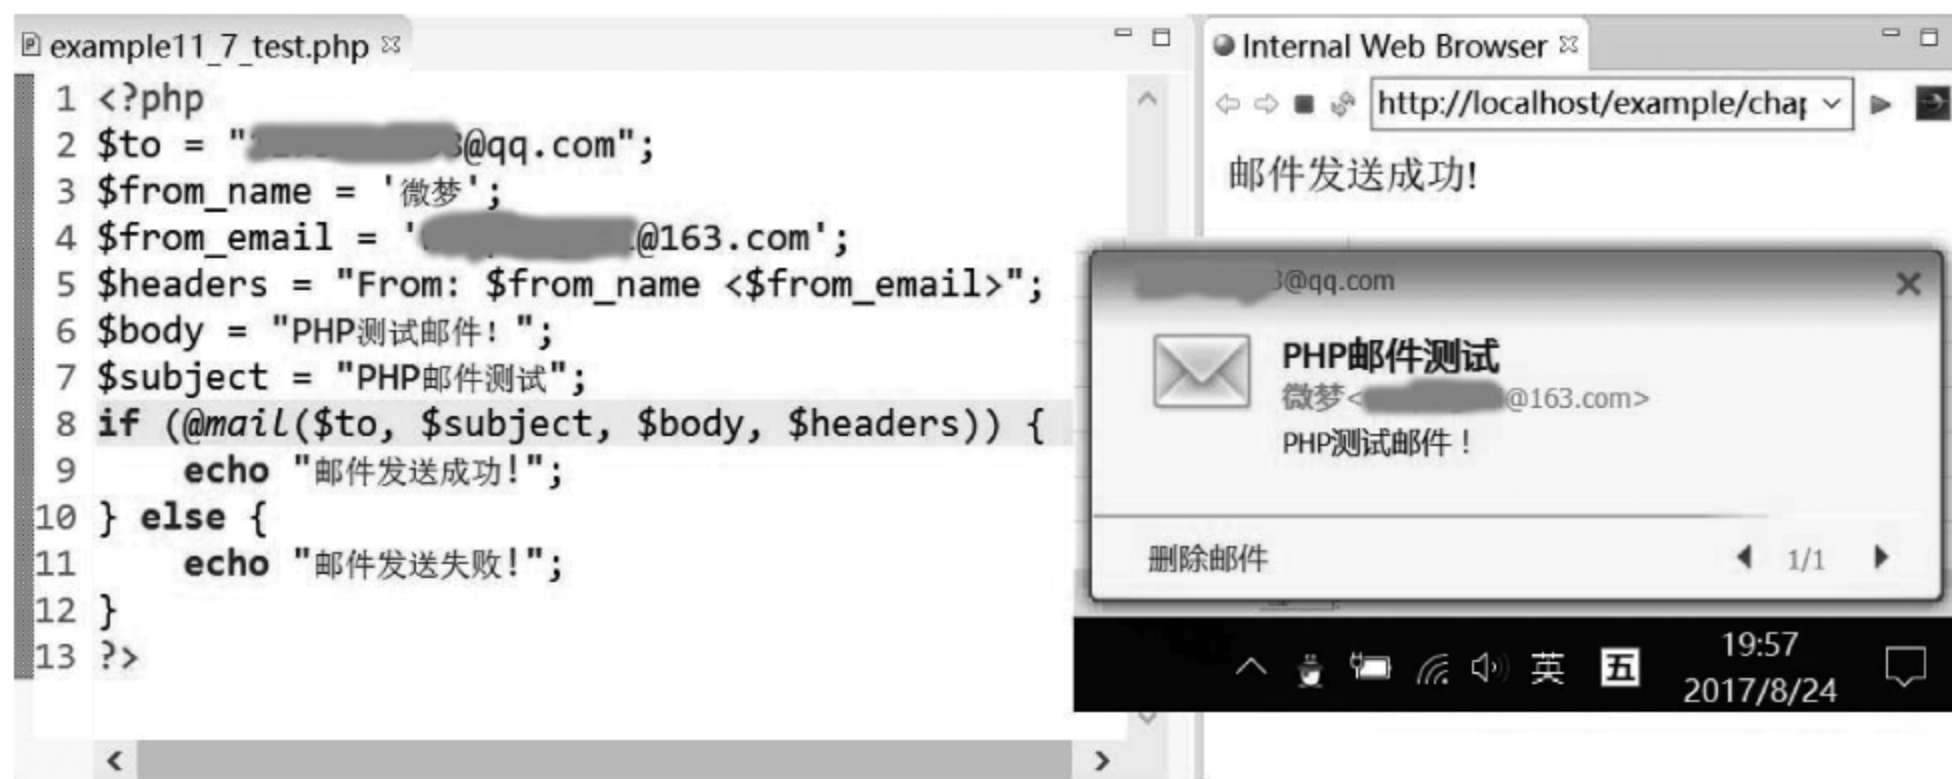 example11_7_test.php
1 <?php
2 $to = "@qq.com";
3 $from_name = '微梦';
4 $from_email = '@163.com';
5 $headers = "From: $from_name <$from_email>";
6 $body = "PHP测试邮件！";
7 $subject = "PHP邮件测试";
8 if (@mail($to, $subject, $body, $headers)) {
9 echo "邮件发送成功!";
10 } else {
11 echo "邮件发送失败!";
12 }
13 ?>
Internal Web Browser
http://localhost/example/chap
邮件发送成功!
3@qq.com
PHP邮件测试
微梦<@163.com>
PHP测试邮件！
删除邮件
1/1
英 五
19:57
2017/8/24